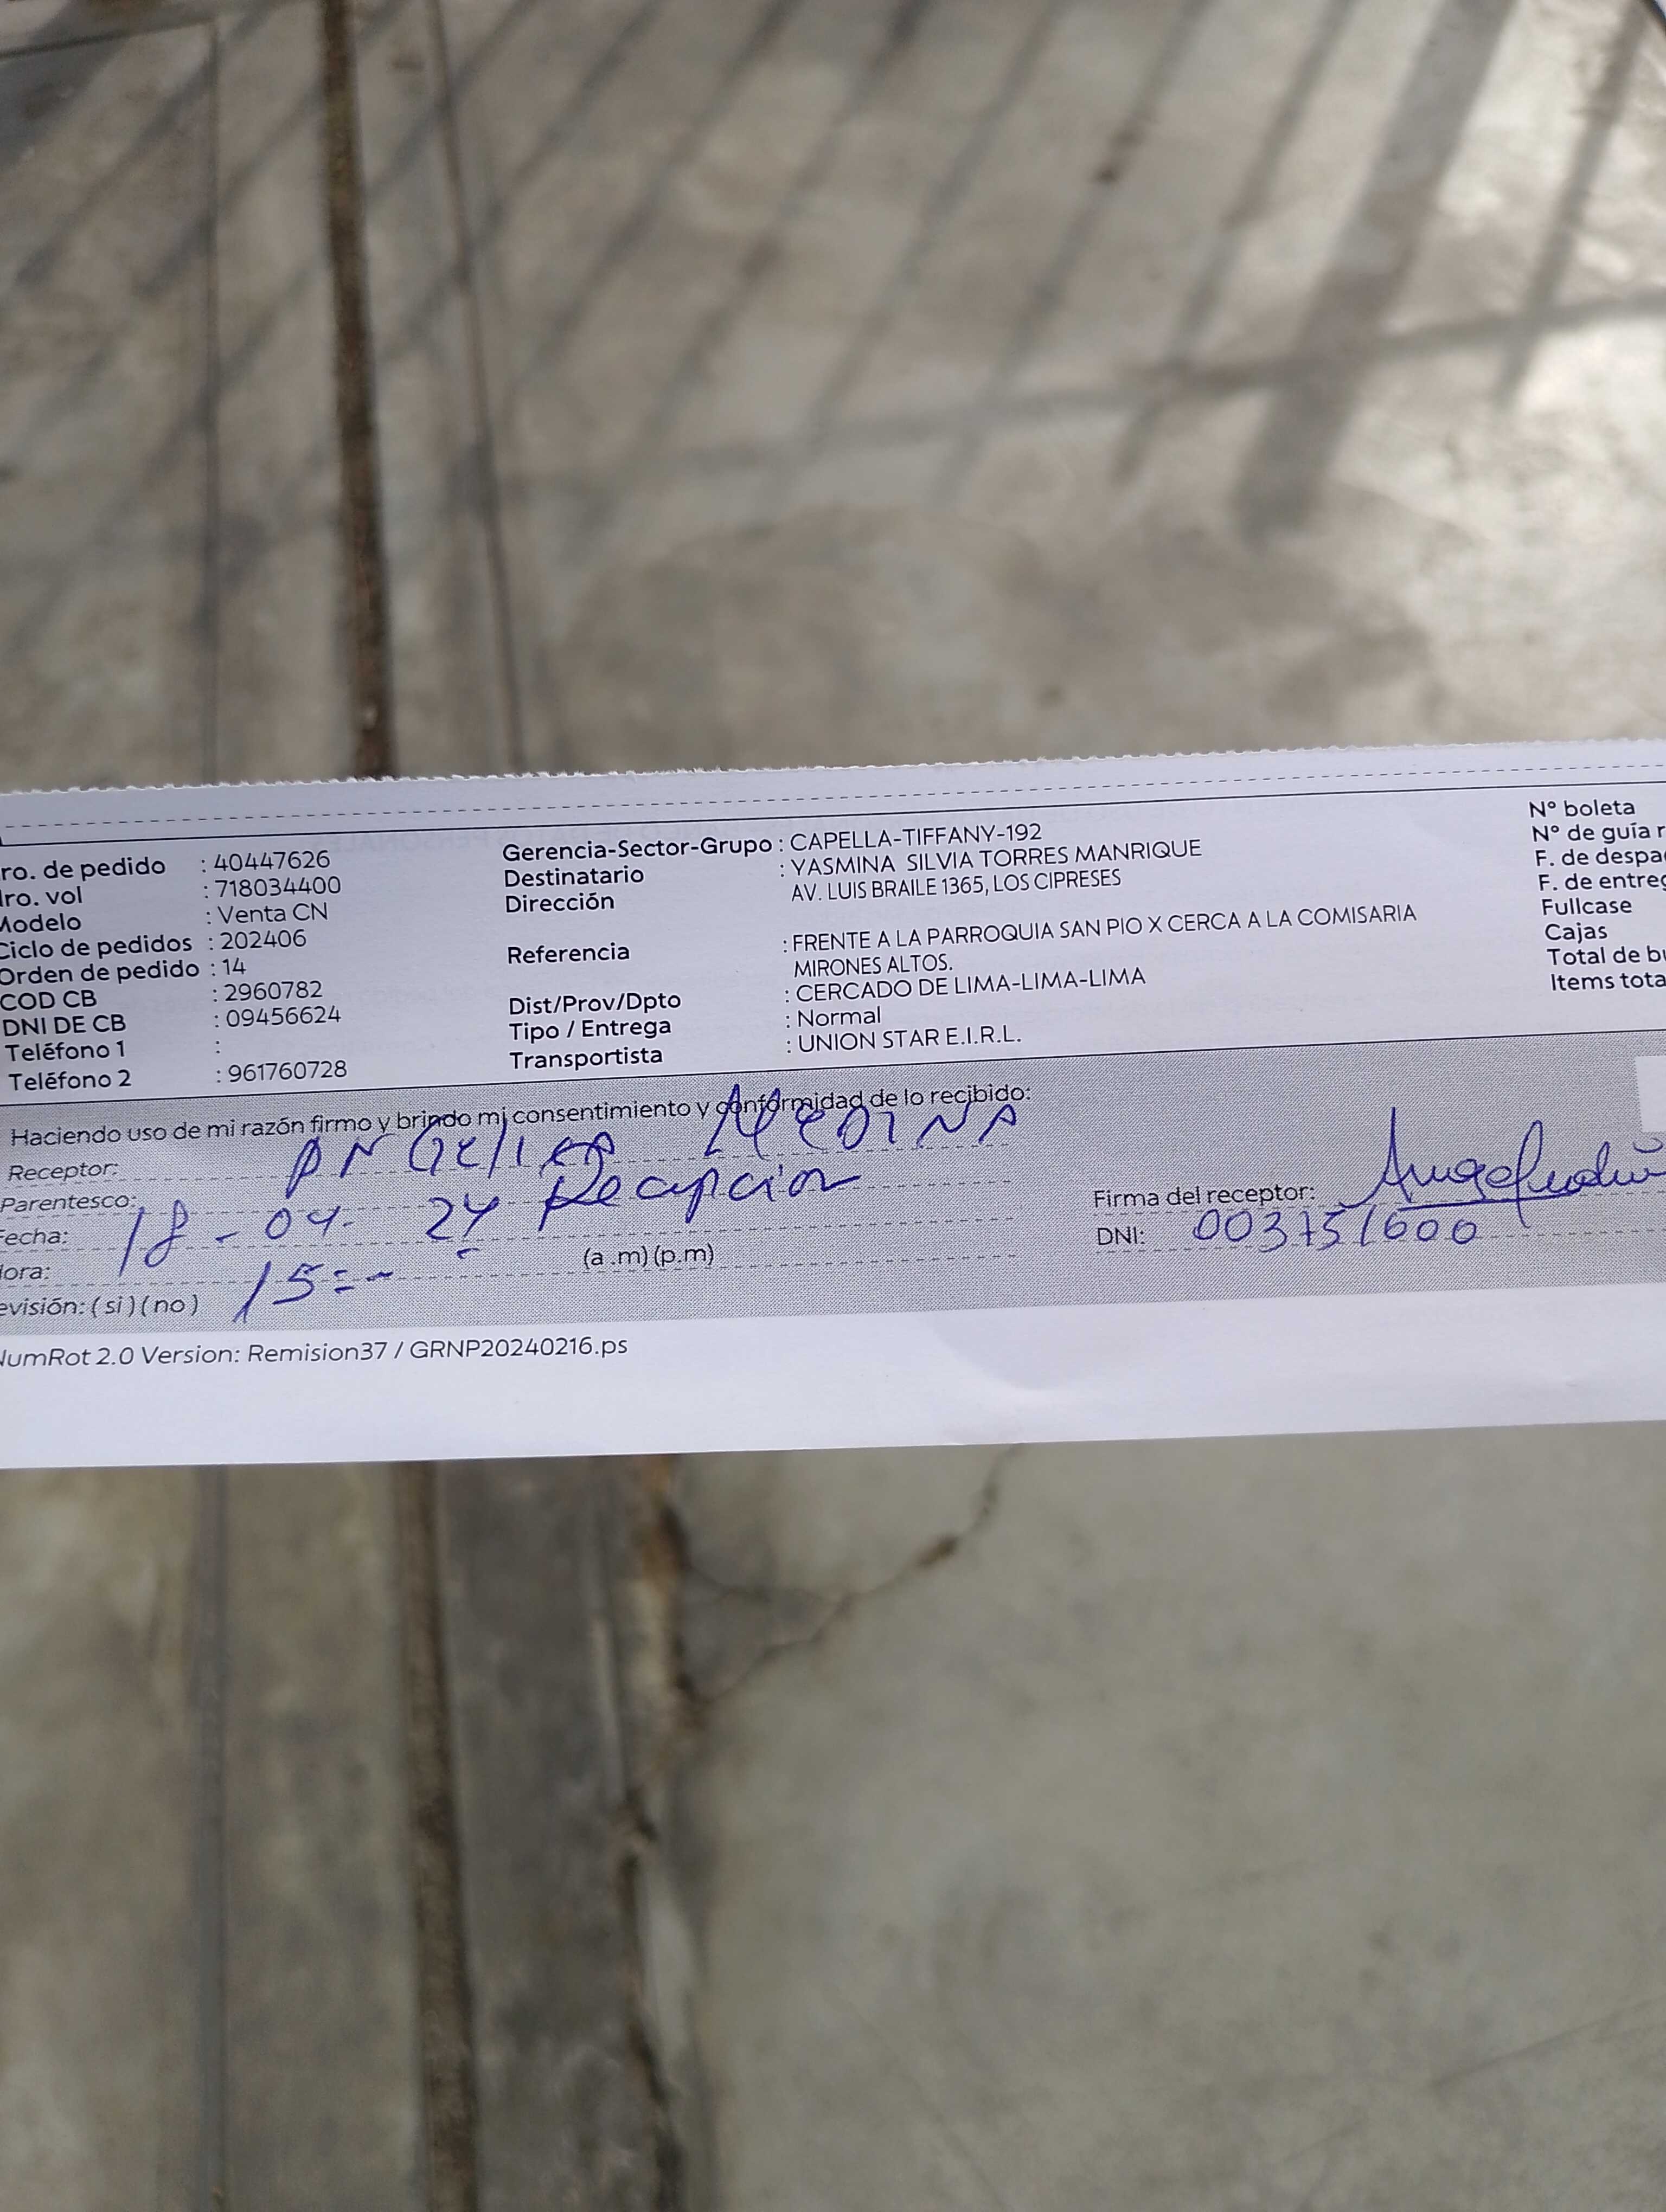 ro. de pedido : 40447626
ro. vol : 718034400
Modelo : Venta CN
Ciclo de pedidos : 202406
Orden de pedido : 14
COD CB : 2960782
DNI DE CB : 09456624
Teléfono 1 :
Teléfono 2 : 961760728
Gerencia-Sector-Grupo : CAPELLA-TIFFANY-192
Destinatario : YASMINA SILVIA TORRES MANRIQUE
Dirección AV. LUIS BRAILE 1365, LOS CIPRESES
Referencia : FRENTE A LA PARROQUIA SAN PIO X CERCA A LA COMISARIA
MIRONES ALTOS.
Dist/Prov/Dpto : CERCADO DE LIMA-LIMA-LIMA
Tipo / Entrega : Normal
Transportista : UNION STAR E.I.R.L.
N° boleta
N° de guía r
F. de despa
F. de entreg
Fullcase
Cajas
Total de bu
Items tota
Haciendo uso de mi razón firmo y brindo mi consentimiento y conformidad de lo recibido:
Receptor: ANGELICA MEDINA
Parentesco: Recepción
Fecha: 18-04-24
Hora: 15=- (a .m) (p.m)
evisión: ( si ) ( no )
Firma del receptor:
DNI: 003751600
NumRot 2.0 Version: Remision37 / GRNP20240216.ps